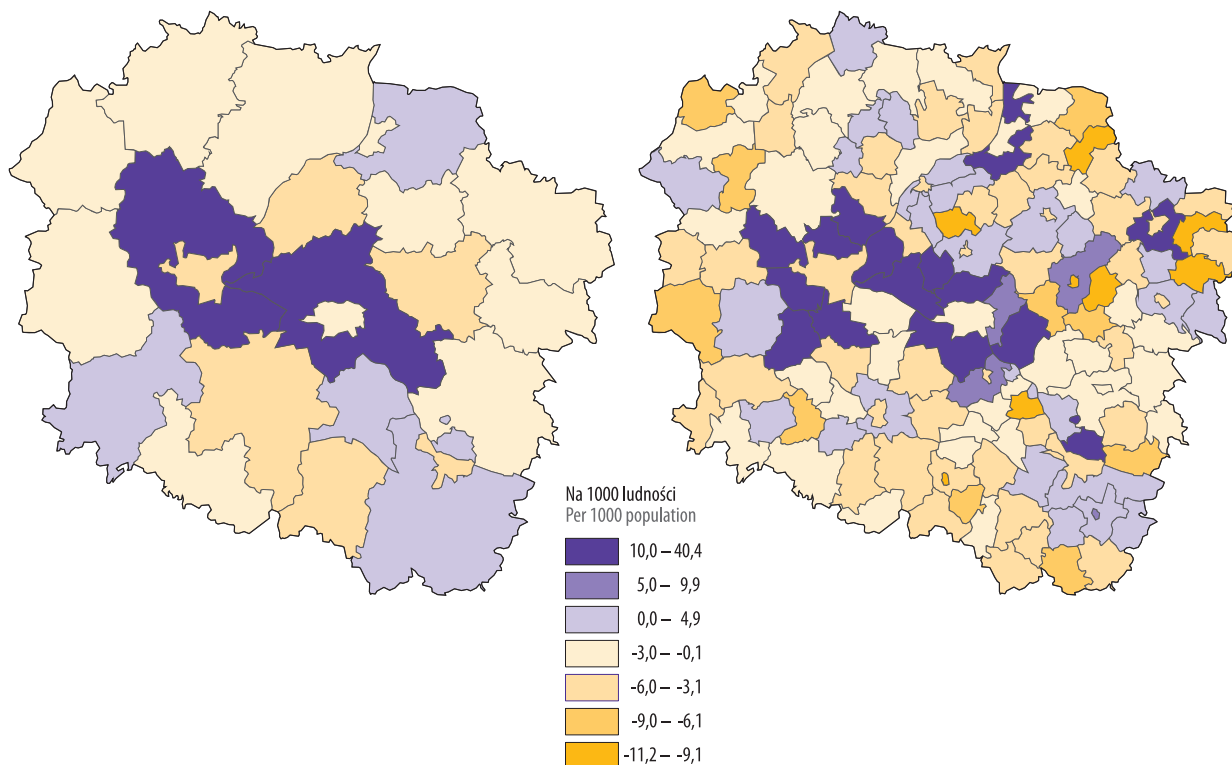 Na 1000 ludności
Per 1000 population
10,0 – 40,4
5,0 – 9,9
0,0 – 4,9
-3,0 – -0,1
-6,0 – -3,1
-9,0 – -6,1
-11,2 – -9,1